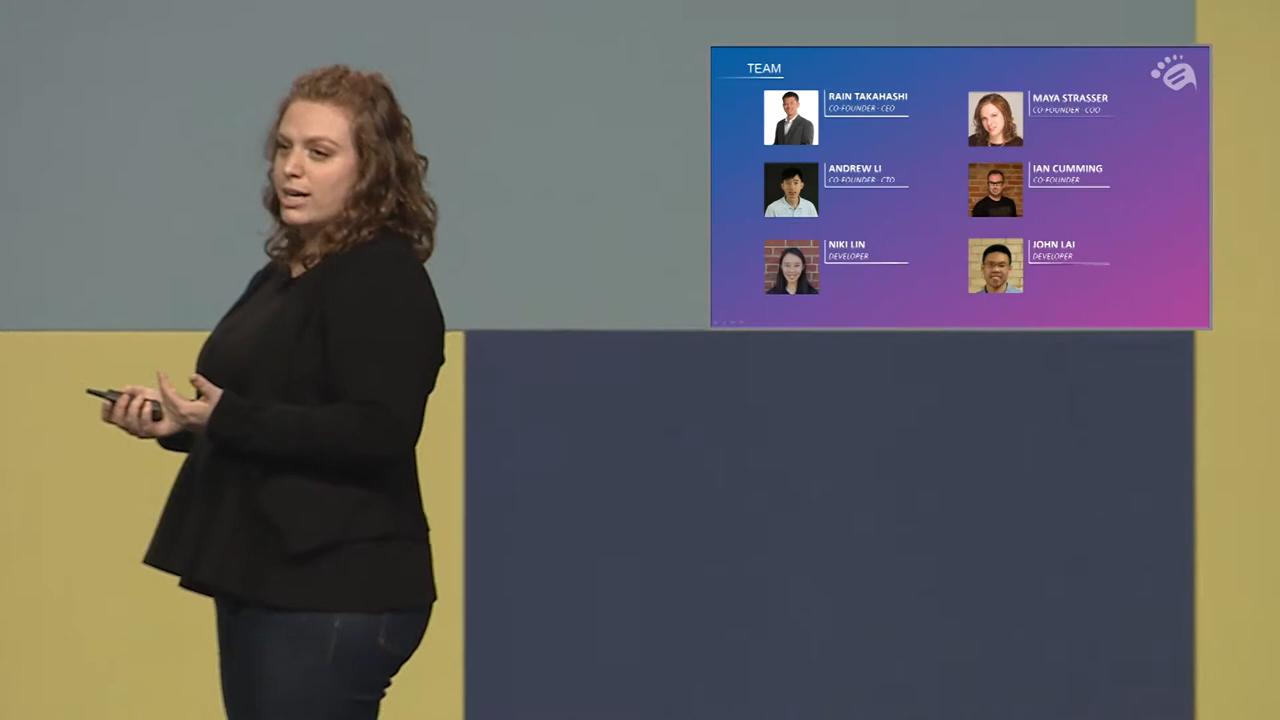 TEAM
RAIN TAKAHASHI
CO-FOUNDER - CEO
MAYA STRASSER
CO-FOUNDER - COO
ANDREW LI
CO-FOUNDER - CTO
IAN CUMMING
CO-FOUNDER
NIKI LIN
DEVELOPER
JOHN LAI
DEVELOPER